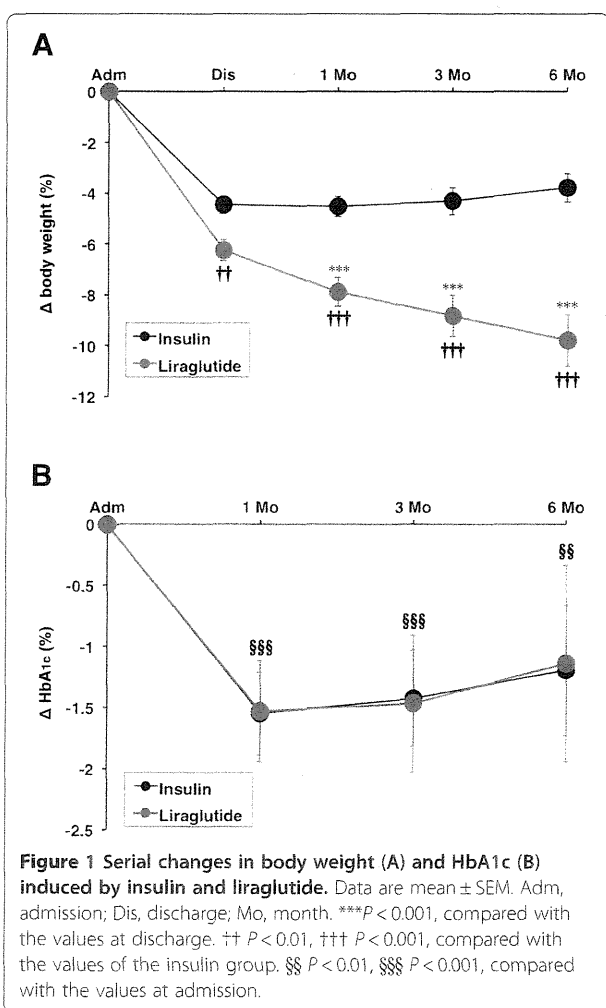 A
Adm Dis 1 Mo 3 Mo 6 Mo
0
-2
-4
-6
-8
-10
-12
Δ body weight (%)
††
***
†††
***
†††
***
†††
Insulin
Liraglutide
B
Adm 1 Mo 3 Mo 6 Mo
0
-0.5
-1
-1.5
-2
-2.5
Δ HbA1c (%)
§§§
§§§
§§
Insulin
Liraglutide
Figure 1 Serial changes in body weight (A) and HbA1c (B)
induced by insulin and liraglutide. Data are mean ± SEM. Adm,
admission; Dis, discharge; Mo, month. ***P < 0.001, compared with
the values at discharge. †† P < 0.01, ††† P < 0.001, compared with
the values of the insulin group. §§ P < 0.01, §§§ P < 0.001, compared
with the values at admission.